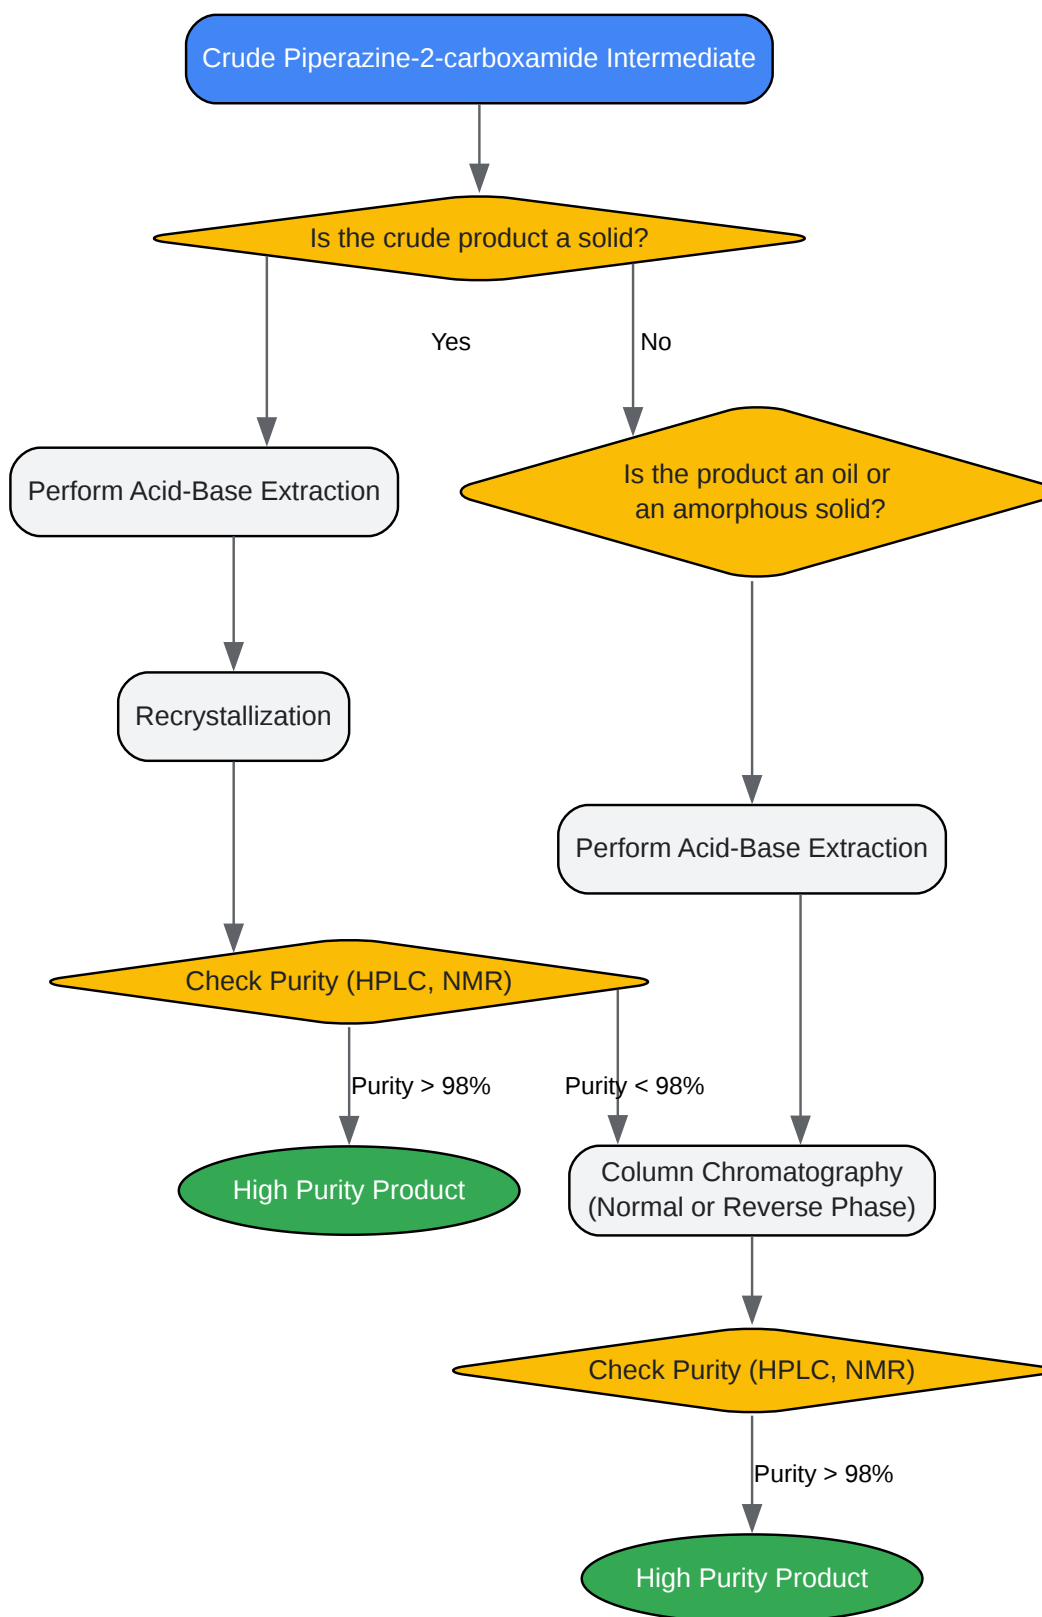 Crude Piperazine-2-carboxamide Intermediate
Is the crude product a solid?
Yes
No
Is the product an oil or
an amorphous solid?
Perform Acid-Base Extraction
Recrystallization
Perform Acid-Base Extraction
Check Purity (HPLC, NMR)
Purity > 98%
Purity < 98%
High Purity Product
Column Chromatography
(Normal or Reverse Phase)
Check Purity (HPLC, NMR)
Purity > 98%
High Purity Product